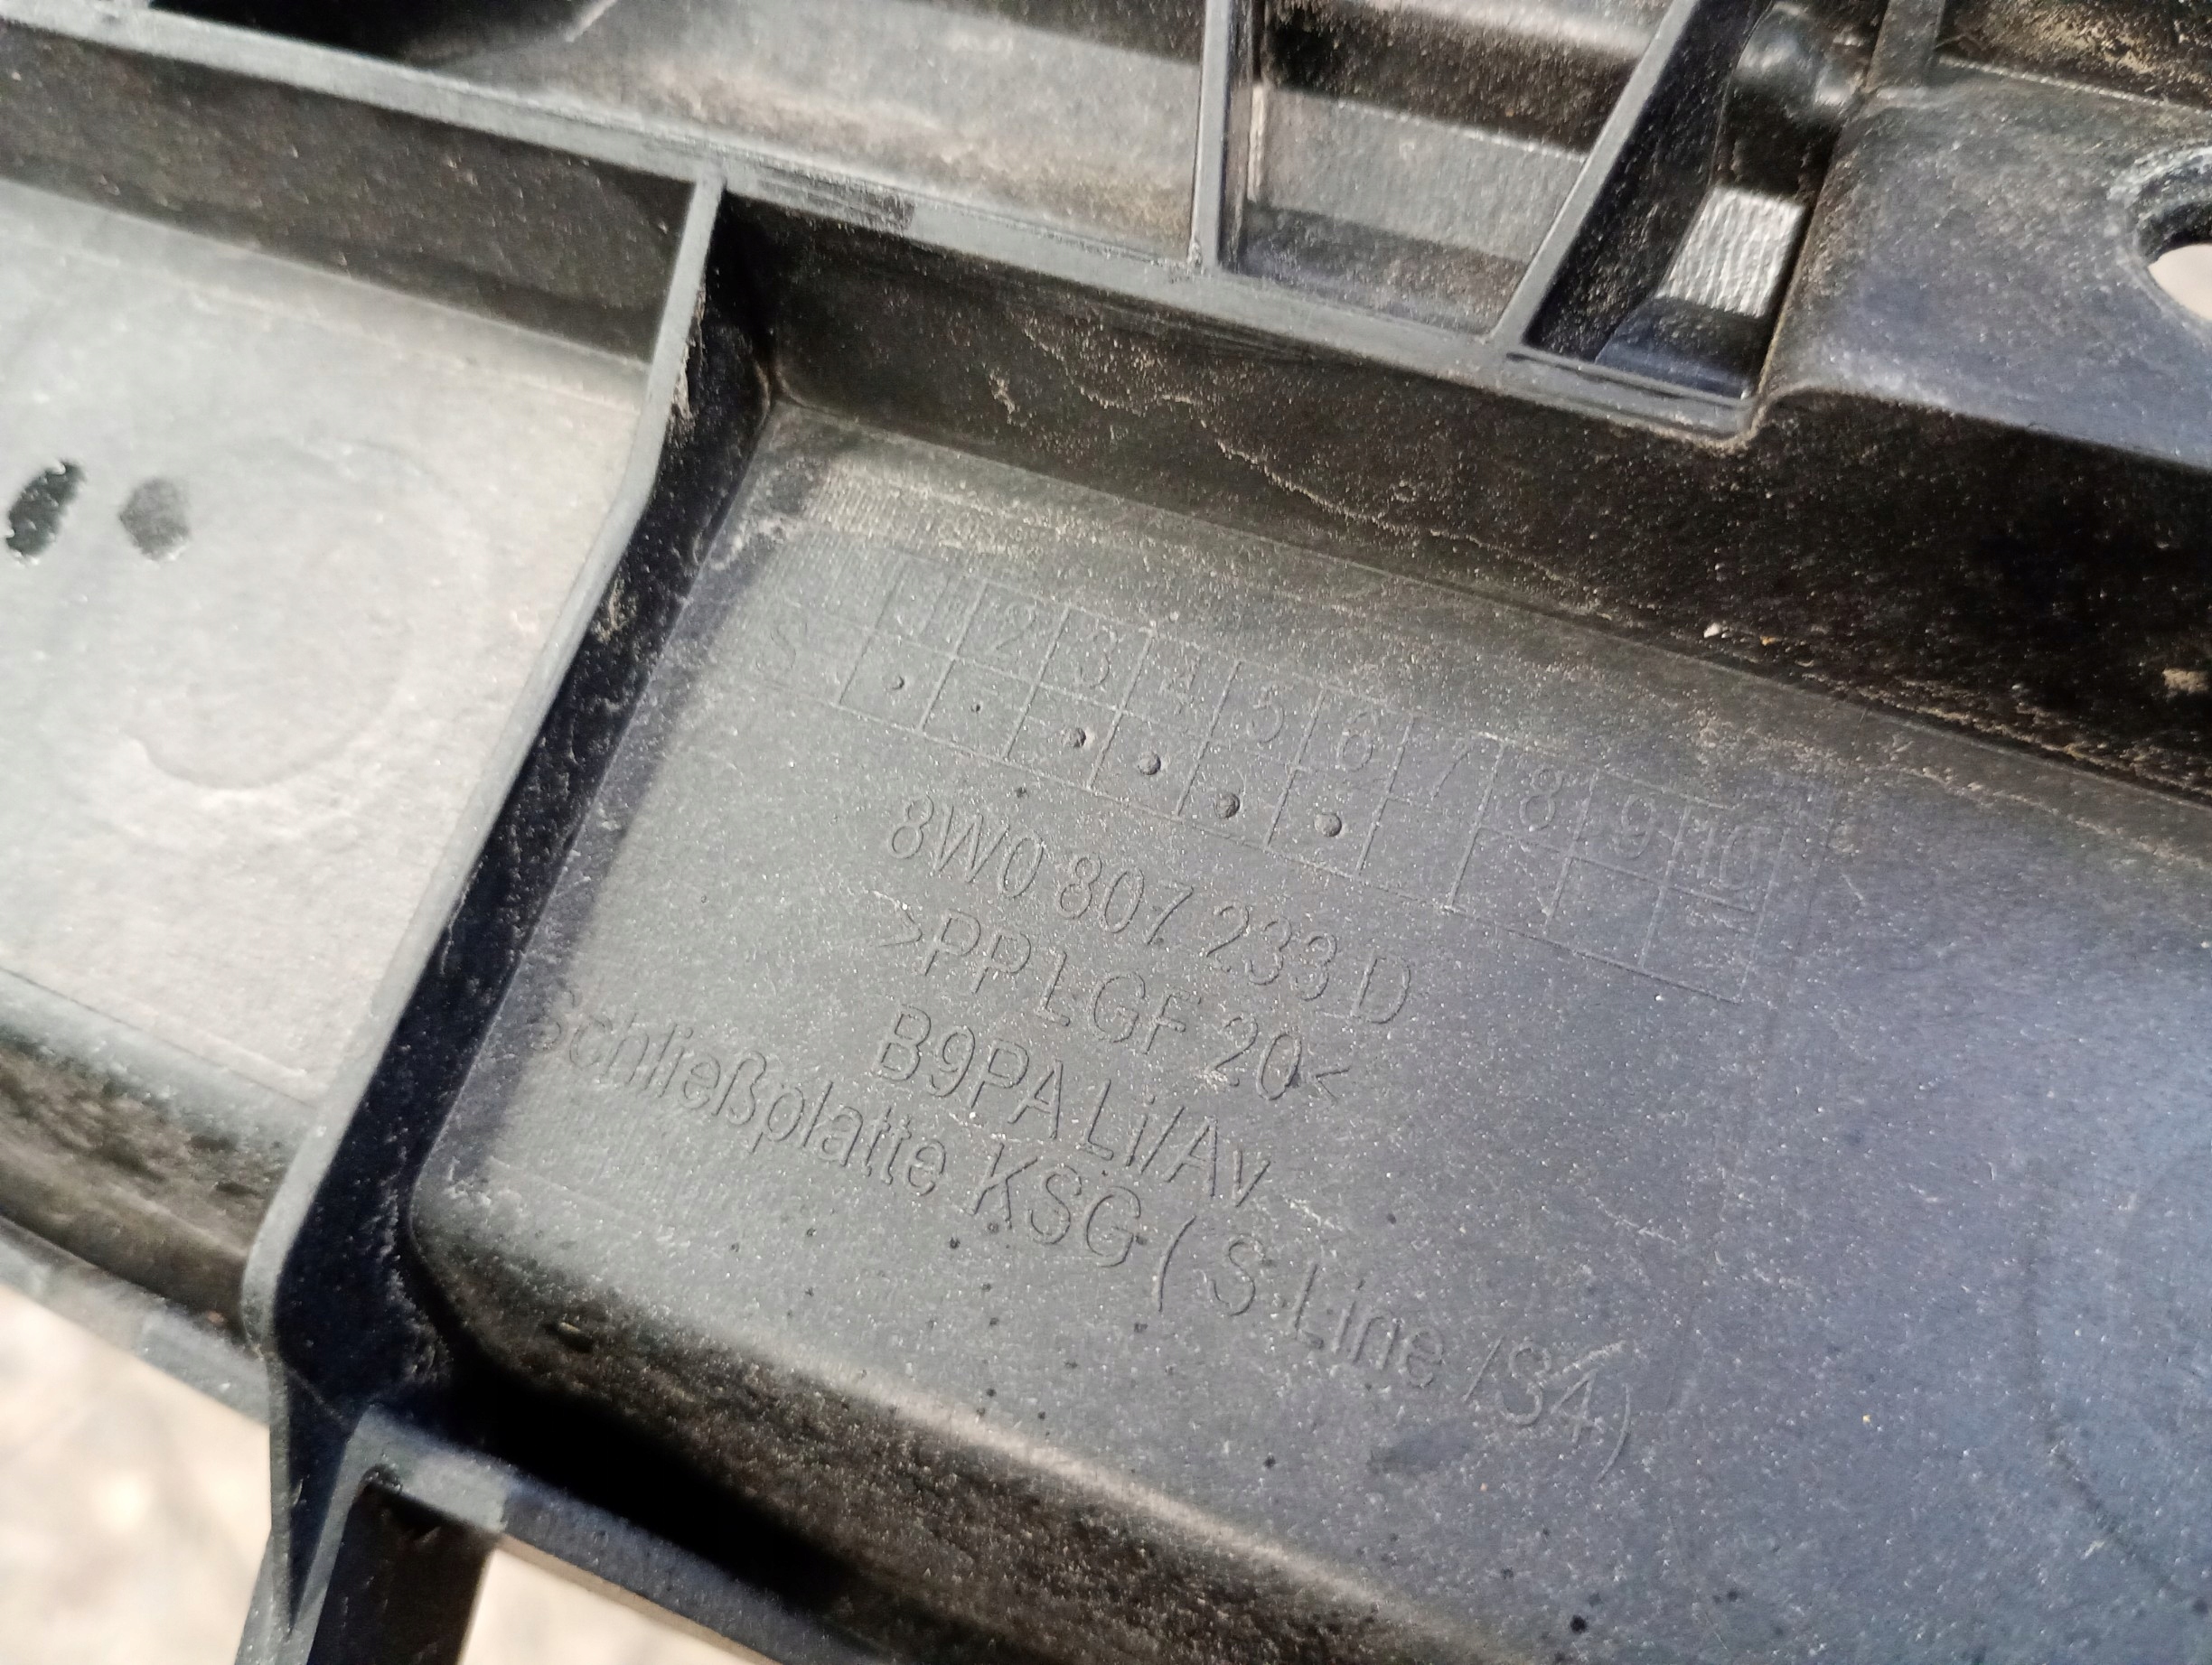 1 2 3 4 5 6 7 8 9 10
S
8W0 807 233 D
>PP LGF 20<
B9PA Li/Av
Schließplatte KSG ( S Line /S4)